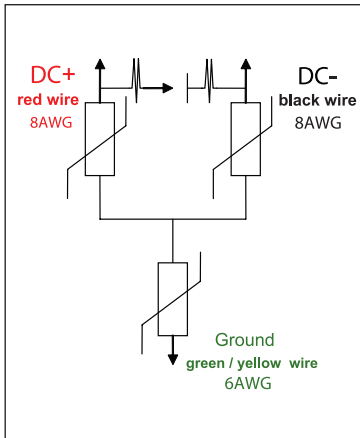 DC+
red wire
8AWG
DC-
black wire
8AWG
Ground
green / yellow wire
6AWG